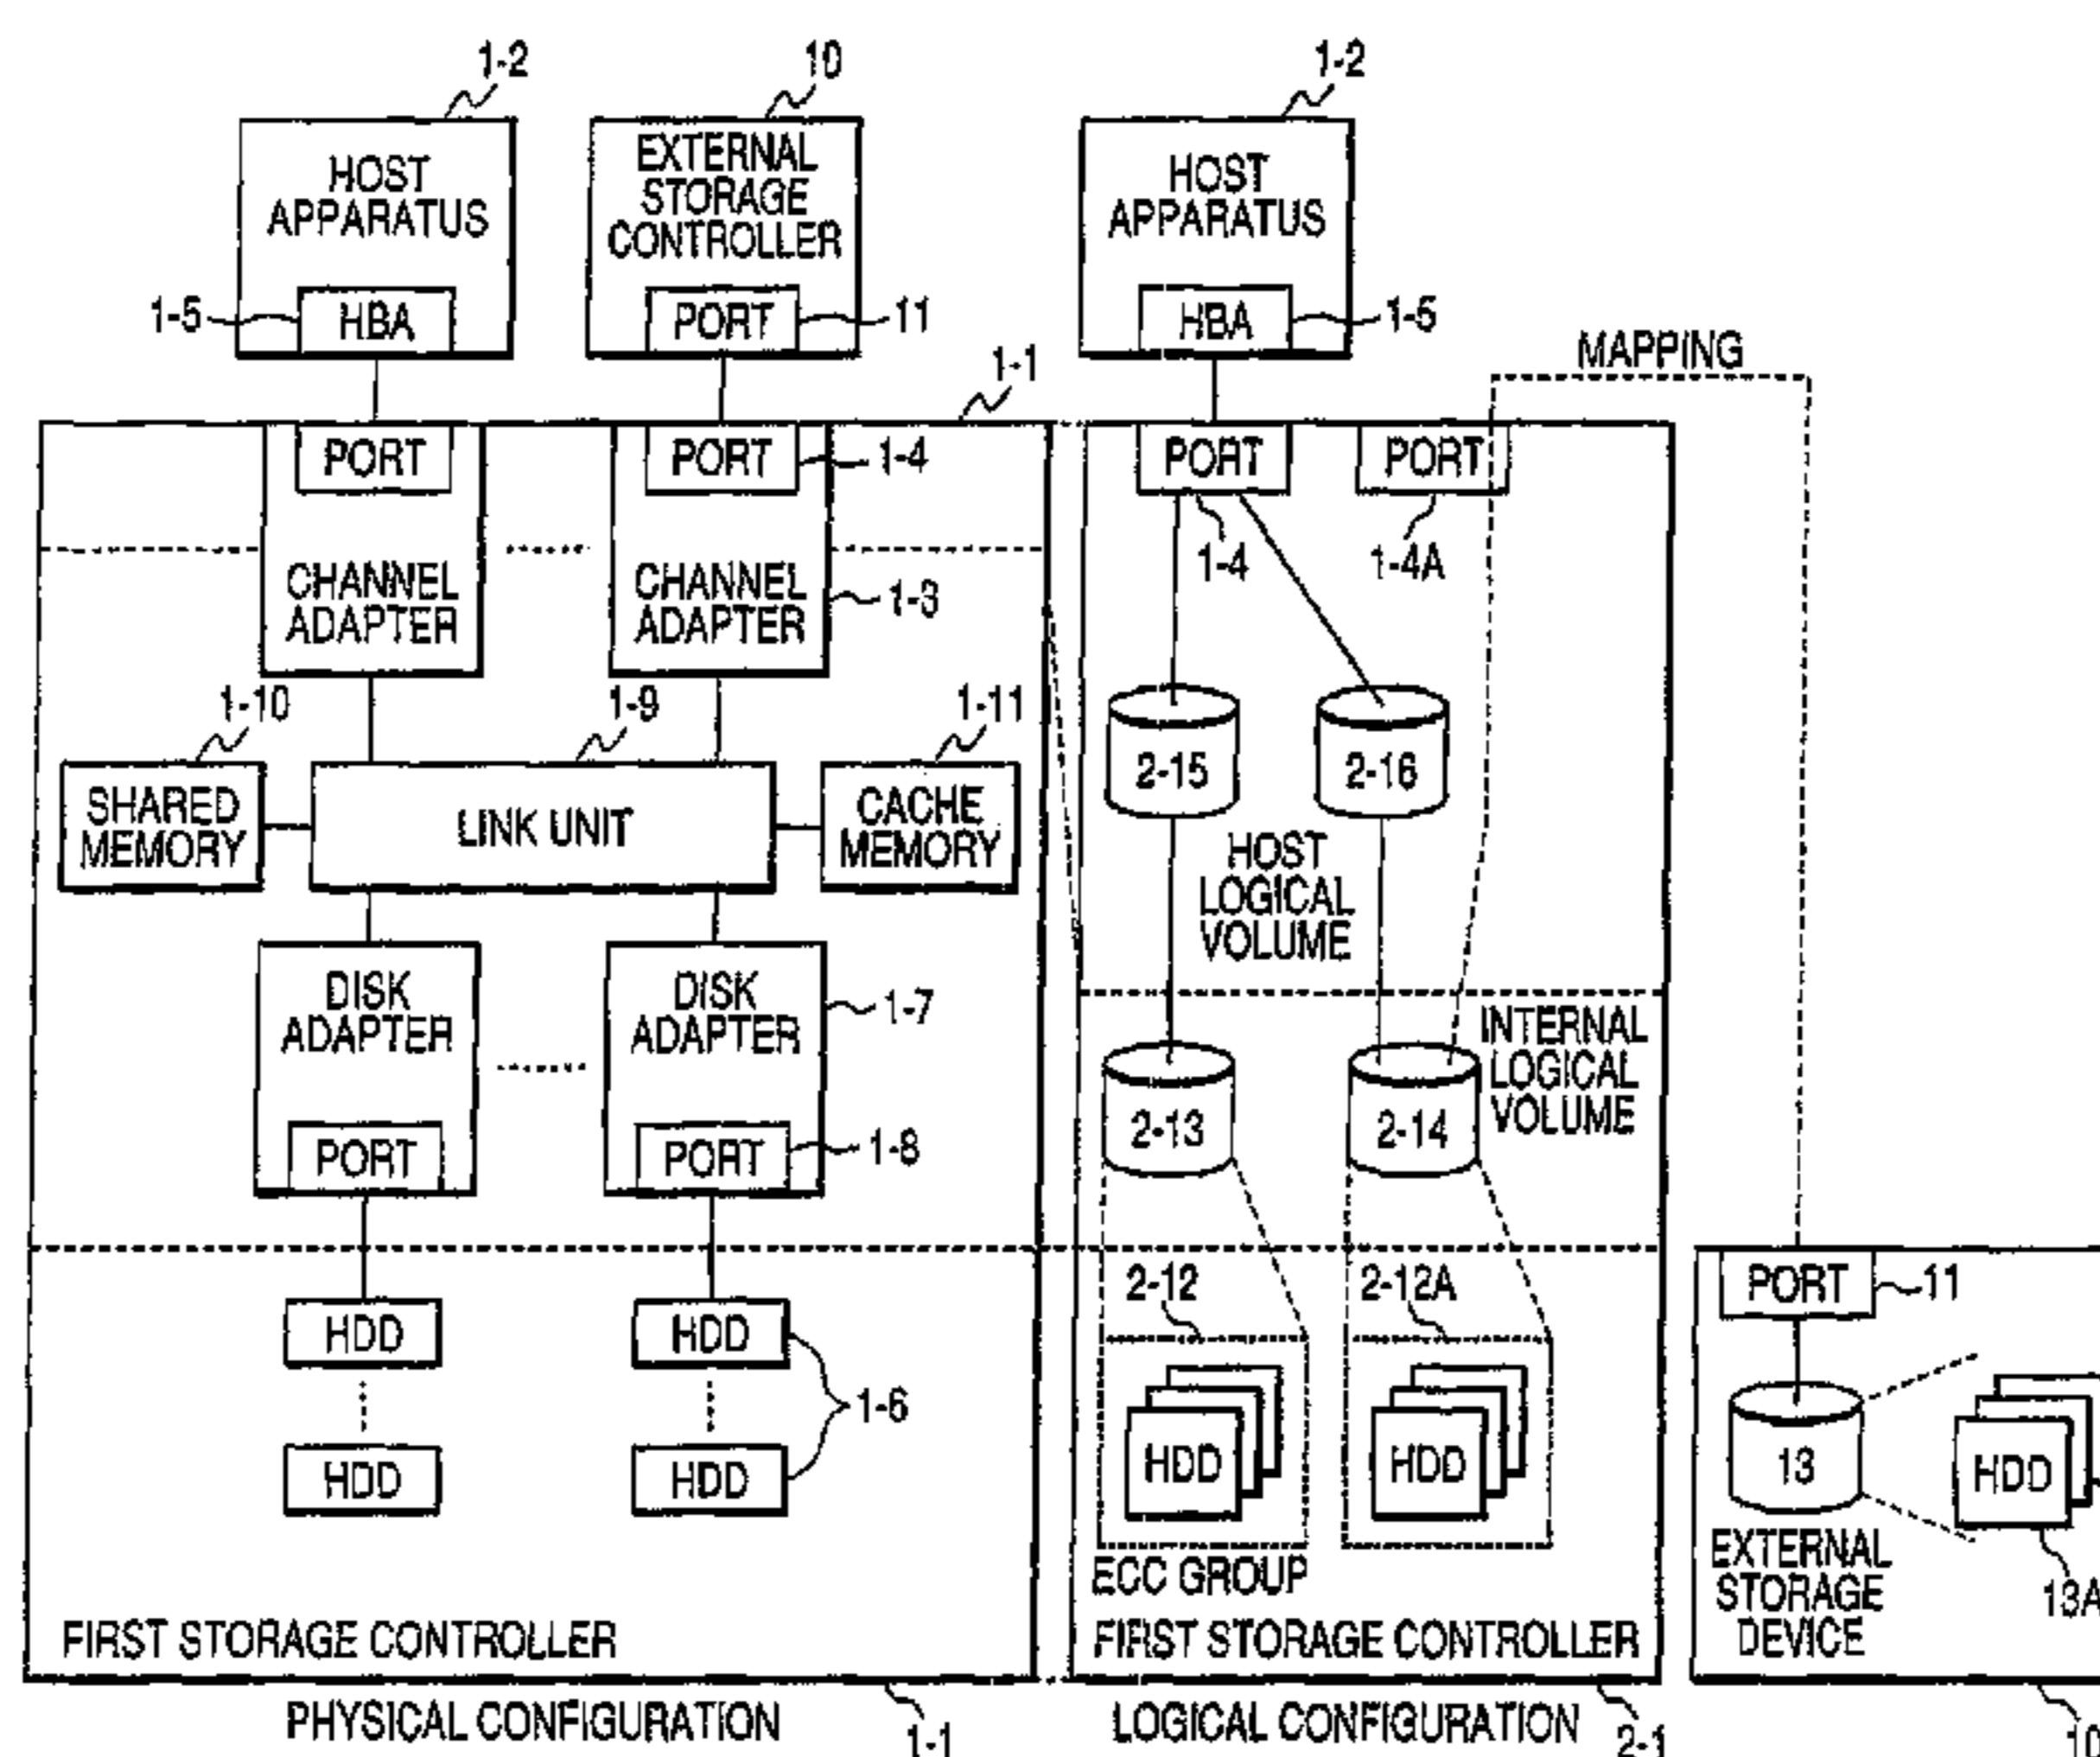 1-2
10
1-2
HOST
APPARATUS
EXTERNAL
STORAGE
CONTROLLER
HOST
APPARATUS
1-5
HBA
PORT
11
HBA
1-5
MAPPING
1-1
PORT
PORT
1-4
PORT
PORT
1-4
1-4A
CHANNEL
ADAPTER
CHANNEL
ADAPTER
1-3
1-10
1-9
1-11
SHARED
MEMORY
LINK UNIT
CACHE
MEMORY
2-15
2-16
HOST
LOGICAL
VOLUME
DISK
ADAPTER
DISK
ADAPTER
1-7
INTERNAL
LOGICAL
VOLUME
PORT
PORT
1-8
2-13
2-14
HDD
HDD
1-6
HDD
HDD
2-12
2-12A
HDD
HDD
ECC GROUP
PORT
11
13
HDD
13A
EXTERNAL
STORAGE
DEVICE
FIRST STORAGE CONTROLLER
FIRST STORAGE CONTROLLER
PHYSICAL CONFIGURATION
1-1
LOGICAL CONFIGURATION
2-1
10